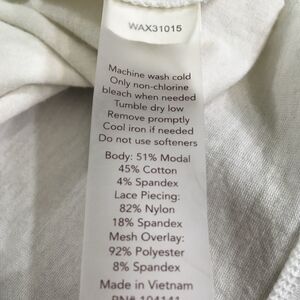 WAX31015
Machine wash cold
Only non-chlorine
bleach when needed
Tumble dry low
Remove promptly
Cool iron if needed
Do not use softeners
Body: 51% Modal
45% Cotton
4% Spandex
Lace Piecing:
82% Nylon
18% Spandex
Mesh Overlay:
92% Polyester
8% Spandex
Made in Vietnam